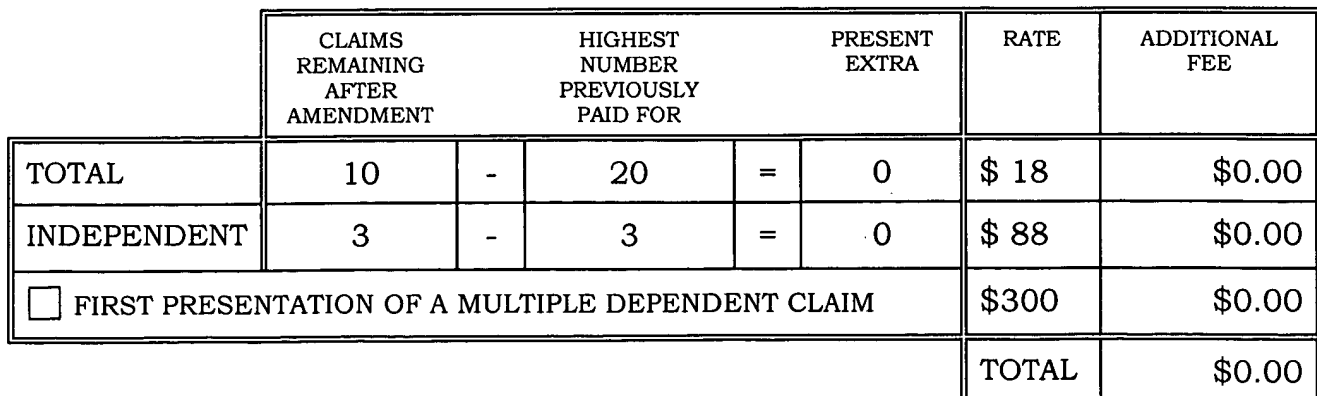 CLAIMS REMAINING AFTER AMENDMENT HIGHEST NUMBER PREVIOUSLY PAID FOR PRESENT EXTRA RATE ADDITIONAL FEE
TOTAL 10 - 20 = 0 $ 18 $0.00
INDEPENDENT 3 - 3 = 0 $ 88 $0.00
FIRST PRESENTATION OF A MULTIPLE DEPENDENT CLAIM $300 $0.00
TOTAL $0.00